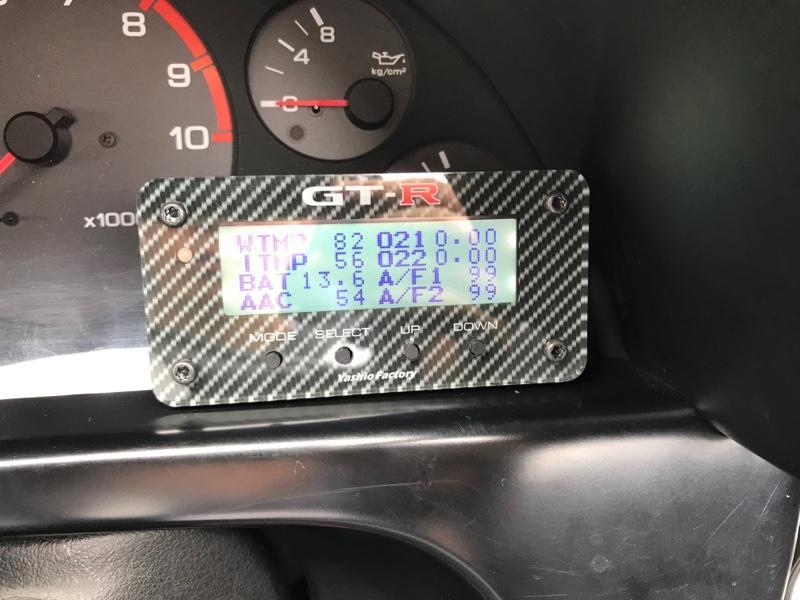 8
9
10
x100
8
4
0
kg/cm²
GT-R
WTMP 82 O21 0.00
ITMP 56 O22 0.00
BAT 13.6 A/F1 99
AAC 54 A/F2 99
MODE SELECT UP DOWN
Yashio Factory